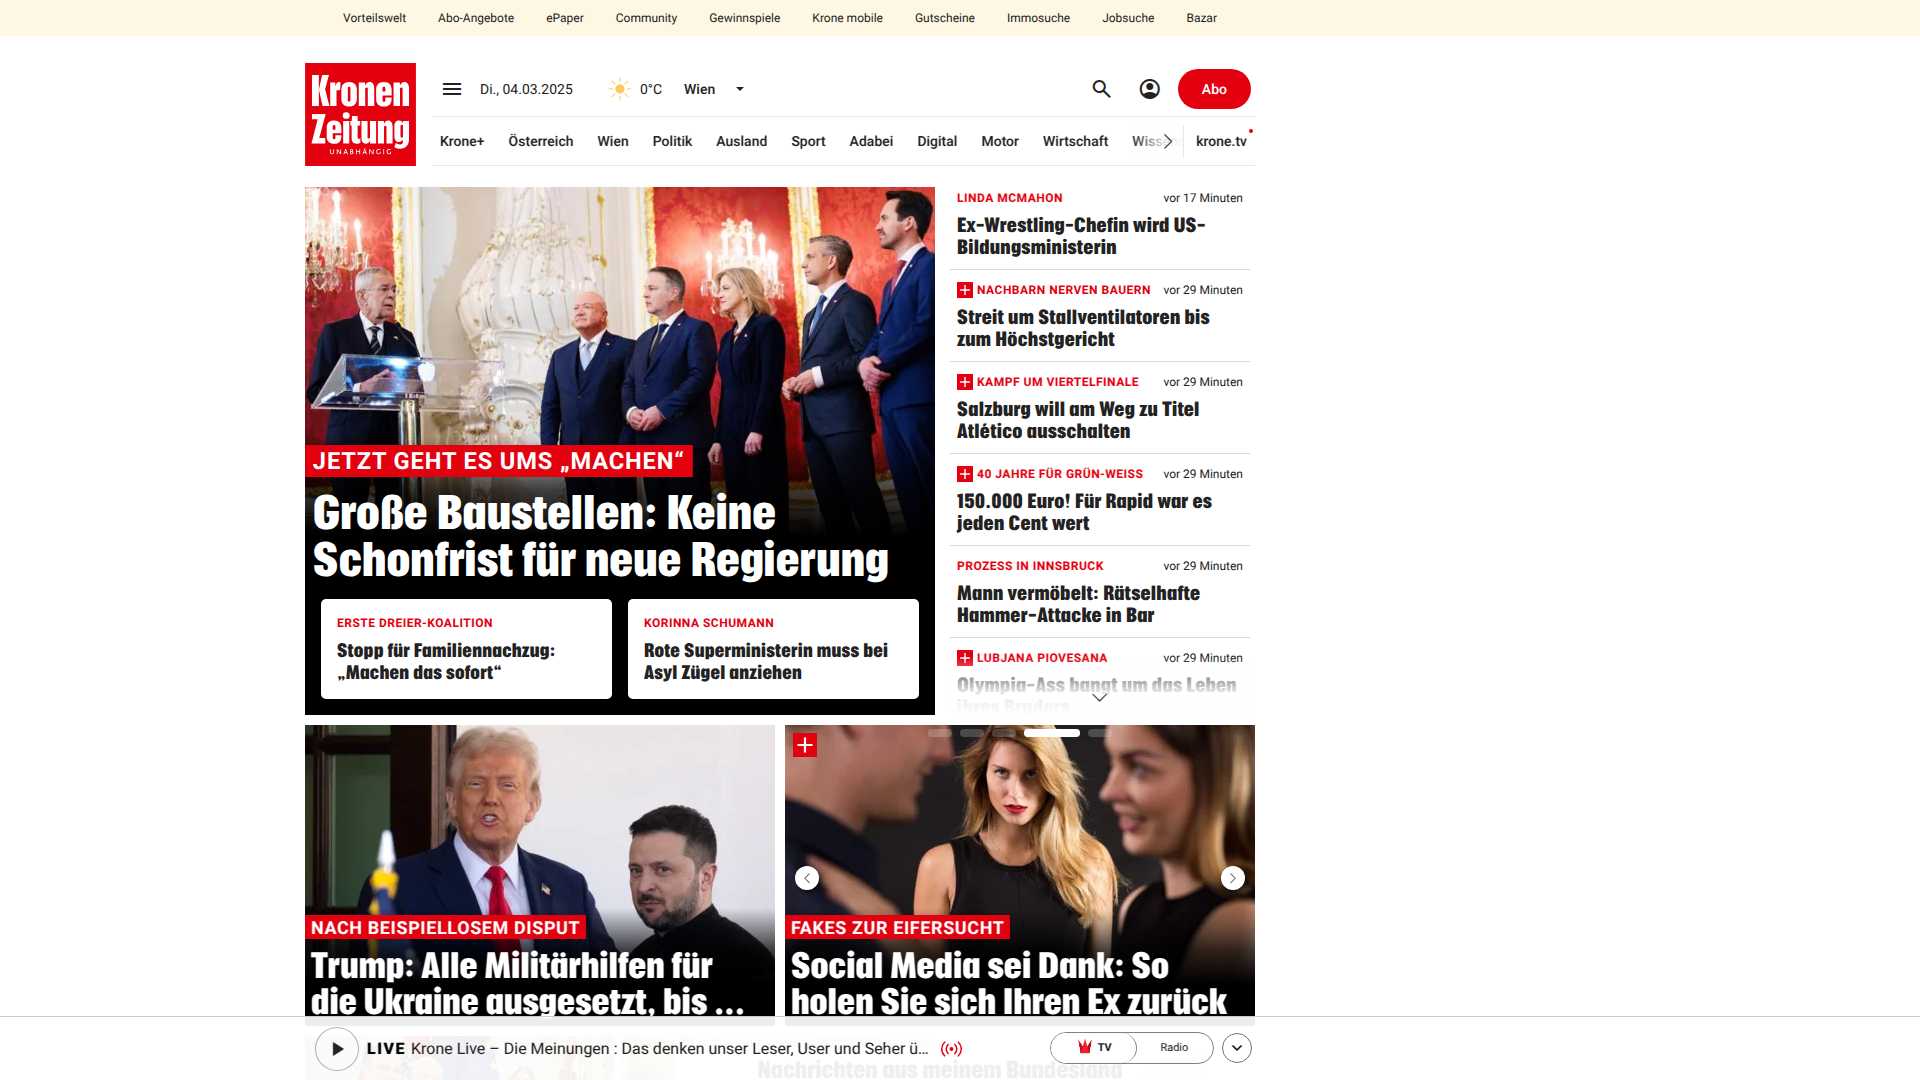 Vorteilswelt Abo-Angebote ePaper Community Gewinnspiele Krone mobile Gutscheine Immosuche Jobsuche Bazar
Kronen
Zeitung
UNABHÄNGIG
Di., 04.03.2025 0°C Wien
Abo
Krone+ Österreich Wien Politik Ausland Sport Adabei Digital Motor Wirtschaft Wiss krone.tv
JETZT GEHT ES UMS „MACHEN“
Große Baustellen: Keine
Schonfrist für neue Regierung
ERSTE DREIER-KOALITION
Stopp für Familiennachzug:
„Machen das sofort“
KORINNA SCHUMANN
Rote Superministerin muss bei
Asyl Zügel anziehen
LINDA MCMAHON vor 17 Minuten
Ex-Wrestling-Chefin wird US-
Bildungsministerin
NACHBARN NERVEN BAUERN vor 29 Minuten
Streit um Stallventilatoren bis
zum Höchstgericht
KAMPF UM VIERTELFINALE vor 29 Minuten
Salzburg will am Weg zu Titel
Atlético ausschalten
40 JAHRE FÜR GRÜN-WEISS vor 29 Minuten
150.000 Euro! Für Rapid war es
jeden Cent wert
PROZESS IN INNSBRUCK vor 29 Minuten
Mann vermöbelt: Rätselhafte
Hammer-Attacke in Bar
LUBJANA PIOVESANA vor 29 Minuten
Olympia-Ass bangt um das Leben
ihres Bruders
NACH BEISPIELLOSEM DISPUT
Trump: Alle Militärhilfen für
die Ukraine ausgesetzt, bis ...
FAKES ZUR EIFERSUCHT
Social Media sei Dank: So
holen Sie sich Ihren Ex zurück
LIVE Krone Live – Die Meinungen : Das denken unser Leser, User und Seher ü...
TV Radio
Nachrichten aus meinem Bundesland